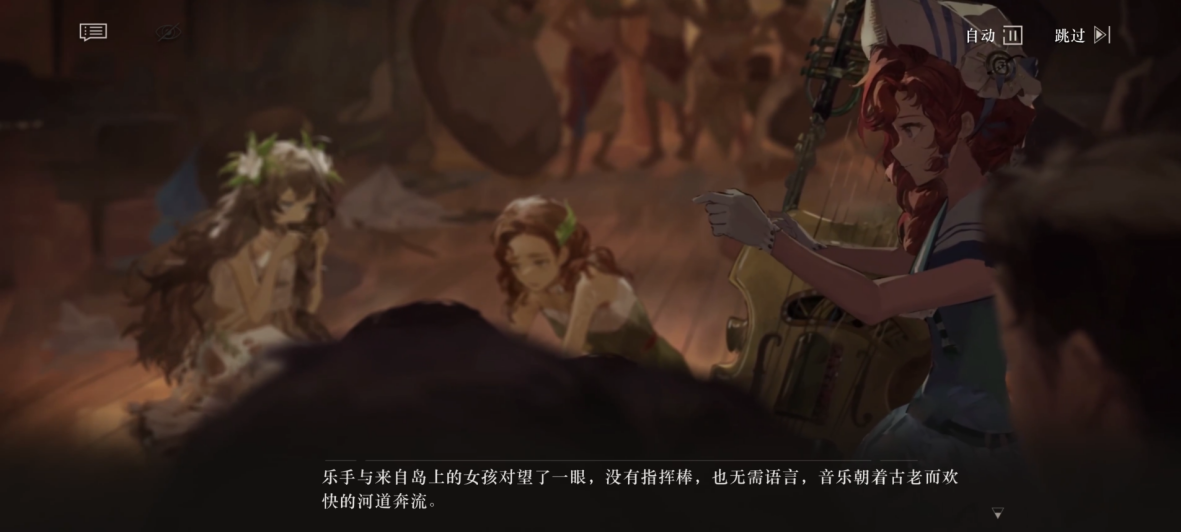 自动
跳过
乐手与来自岛上的女孩对望了一眼，没有指挥棒，也无需语言，音乐朝着古老而欢
快的河道奔流。